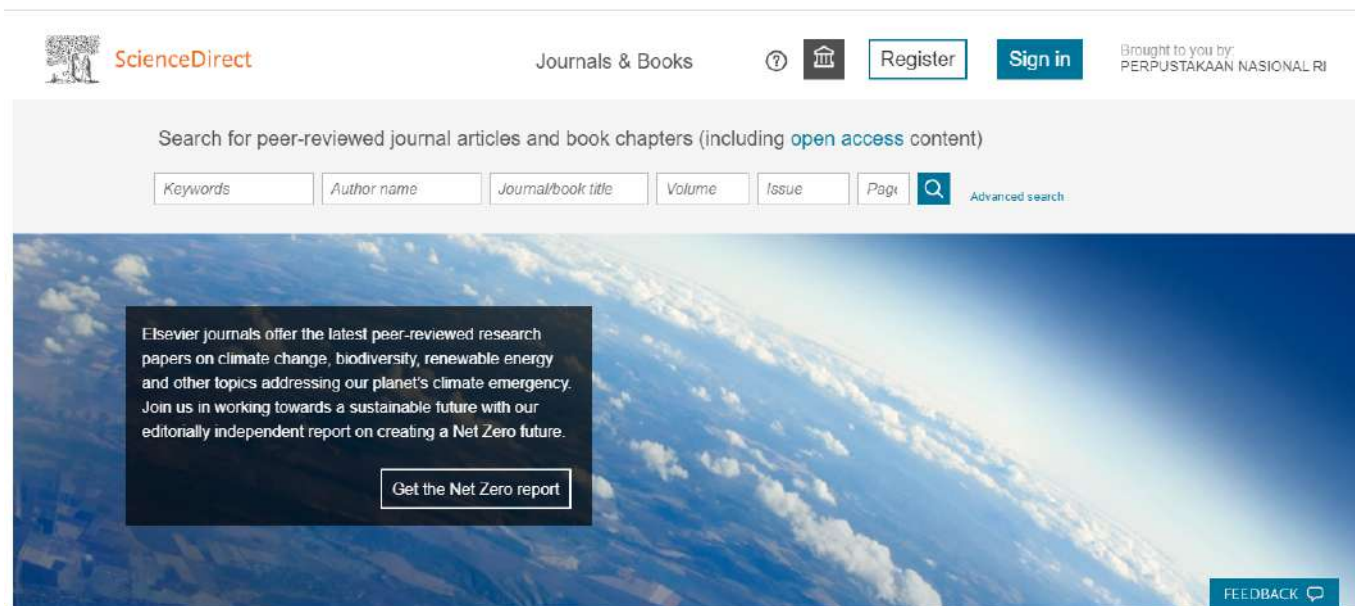 ScienceDirect
Journals & Books
?
Register
Sign in
Brought to you by:
PERPUSTAKAAN NASIONAL RI
Search for peer-reviewed journal articles and book chapters (including open access content)
Keywords
Author name
Journal/book title
Volume
Issue
Page
Advanced search
Elsevier journals offer the latest peer-reviewed research
papers on climate change, biodiversity, renewable energy
and other topics addressing our planet's climate emergency.
Join us in working towards a sustainable future with our
editorially independent report on creating a Net Zero future.
Get the Net Zero report
FEEDBACK